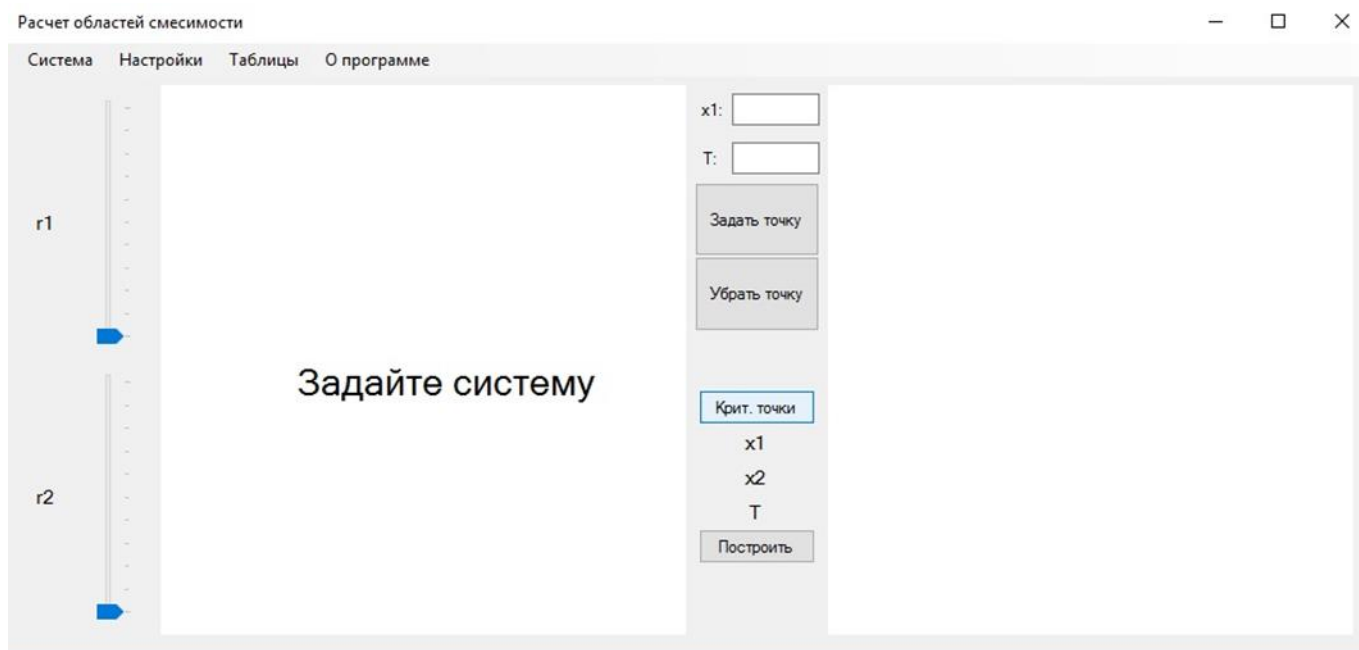 Расчет областей смесимости
Система Настройки Таблицы О программе
r1
r2
Задайте систему
x1:
T:
Задать точку
Убрать точку
Крит. точки
x1
x2
T
Построить